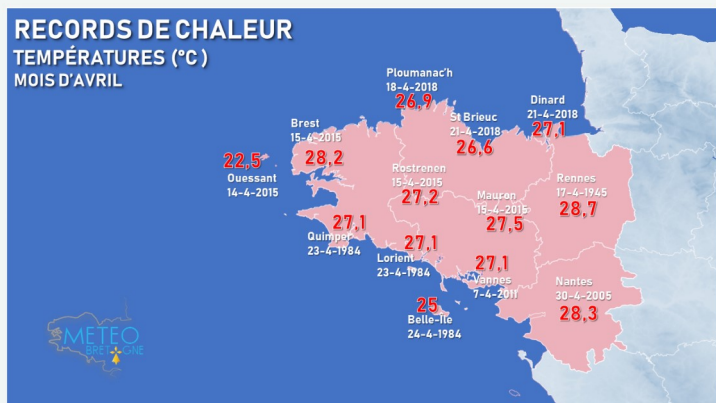 RECORDS DE CHALEUR
TEMPÉRATURES (°C)
MOIS D'AVRIL
Ploumanac'h
18-4-2018
26,9
St Brieuc
21-4-2018
26,6
Dinard
21-4-2018
27,1
Brest
15-4-2015
28,2
22,5
Ouessant
14-4-2015
Rostrenen
15-4-2015
27,2
Mauron
15-4-2015
27,5
Rennes
17-4-1945
28,7
27,1
Quimper
23-4-1984
27,1
Lorient
23-4-1984
27,1
Vannes
7-4-2011
Nantes
30-4-2005
28,3
25
Belle-Ile
24-4-1984
METEO
BRETAGNE